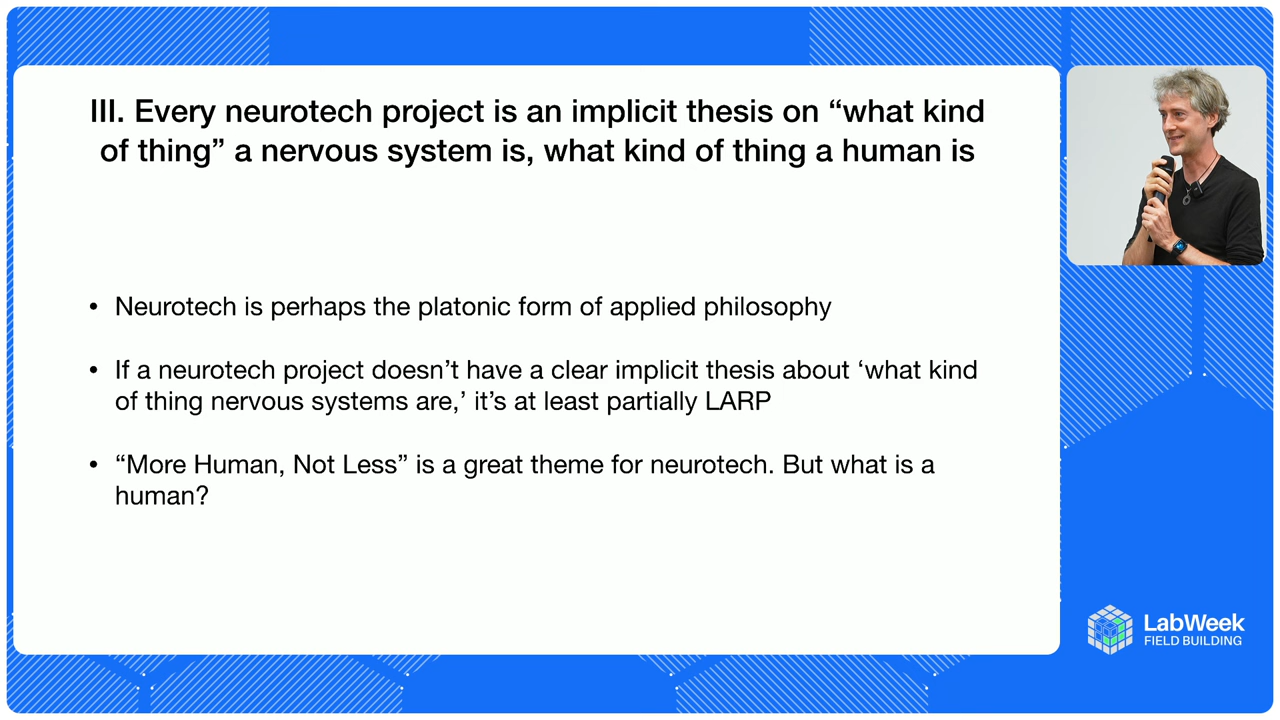 III. Every neurotech project is an implicit thesis on “what kind
of thing” a nervous system is, what kind of thing a human is
• Neurotech is perhaps the platonic form of applied philosophy
• If a neurotech project doesn’t have a clear implicit thesis about ‘what kind
of thing nervous systems are,’ it’s at least partially LARP
• “More Human, Not Less” is a great theme for neurotech. But what is a
human?
LabWeek
FIELD BUILDING